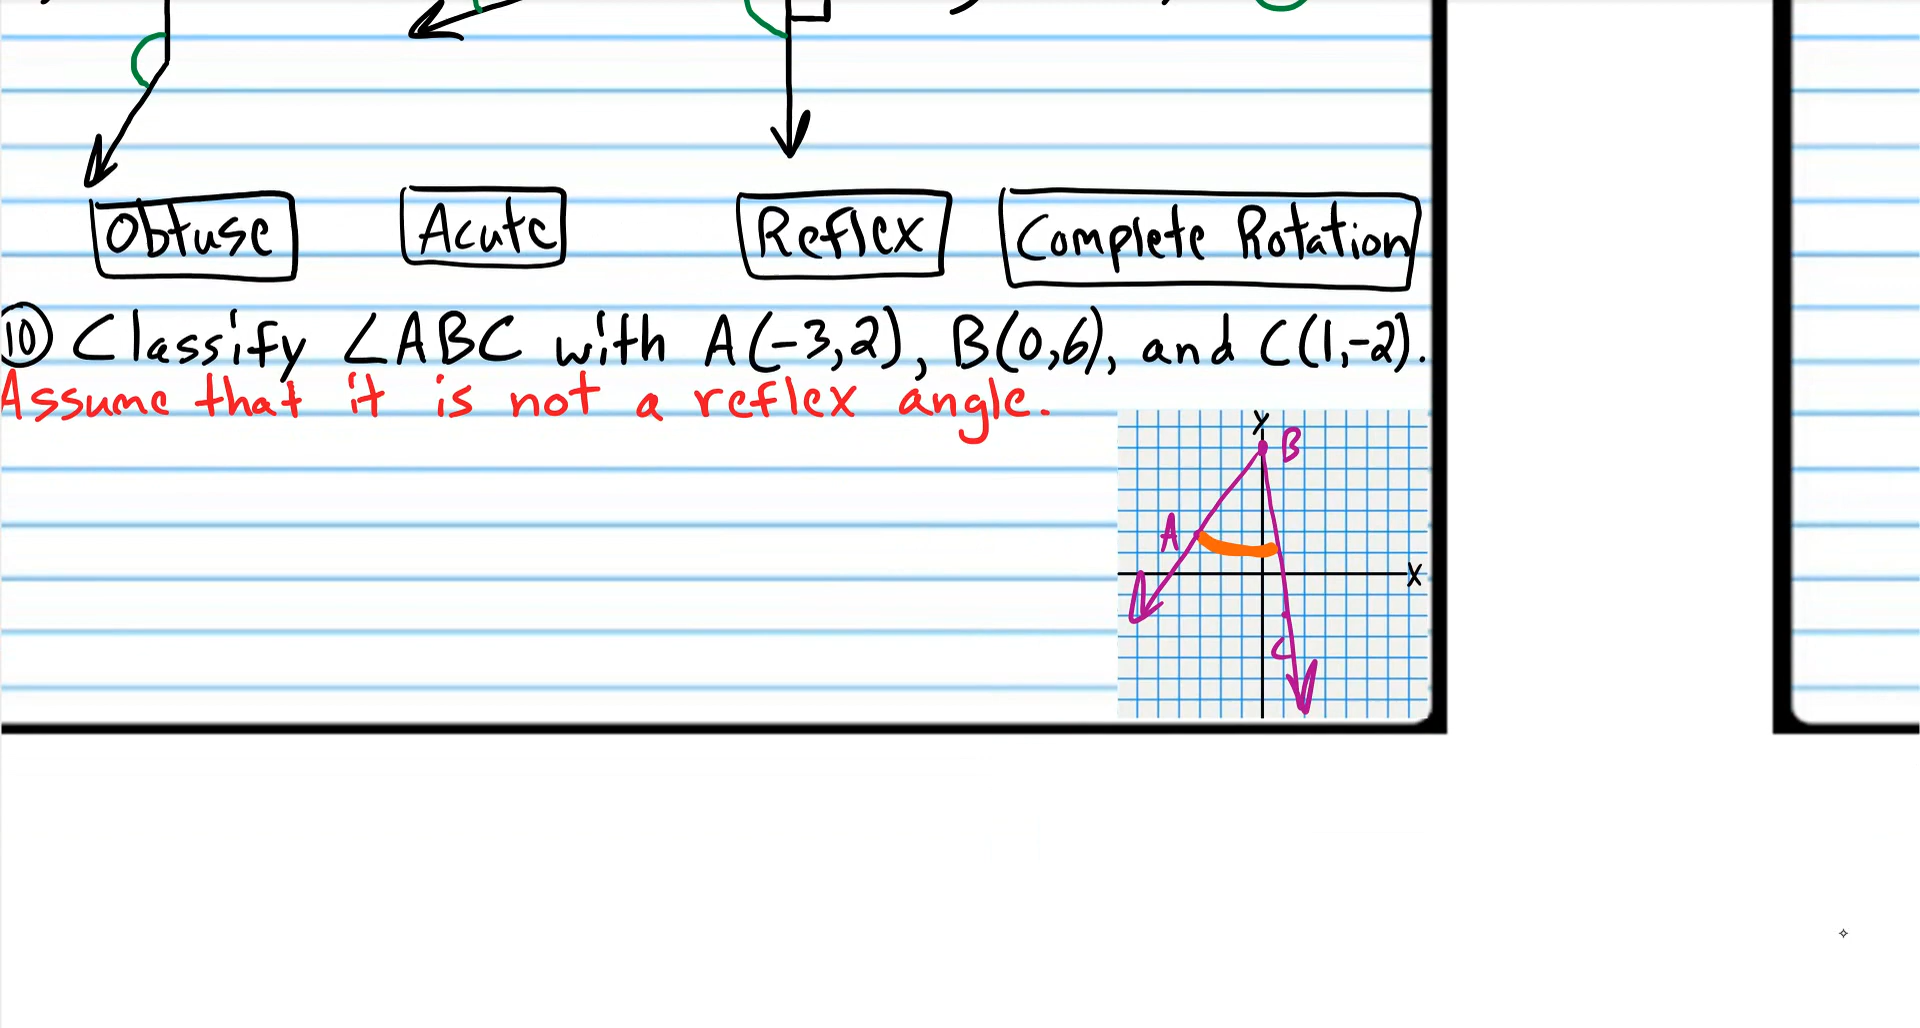 Obtuse Acute Reflex Complete Rotation
10 Classify ∠ABC with A(-3,2), B(0,6), and C(1,-2).
Assume that it is not a reflex angle.
y
B
A
x
C